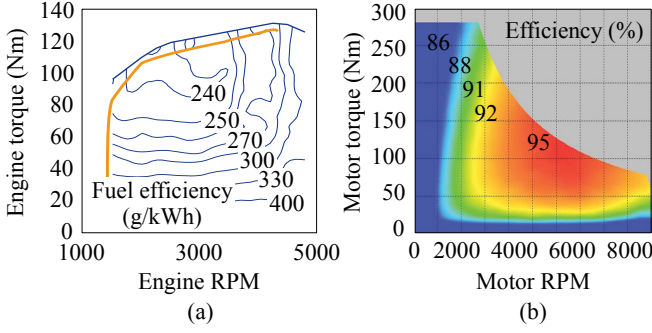 140
120
100
80
60
40
20
0
Engine torque (Nm)
240
250
270
300
330
400
Fuel efficiency
(g/kWh)
1000 3000 5000
Engine RPM
(a)
300
250
200
150
100
50
0
Motor torque (Nm)
Efficiency (%)
86
88
91
92
95
0 2000 4000 6000 8000
Motor RPM
(b)